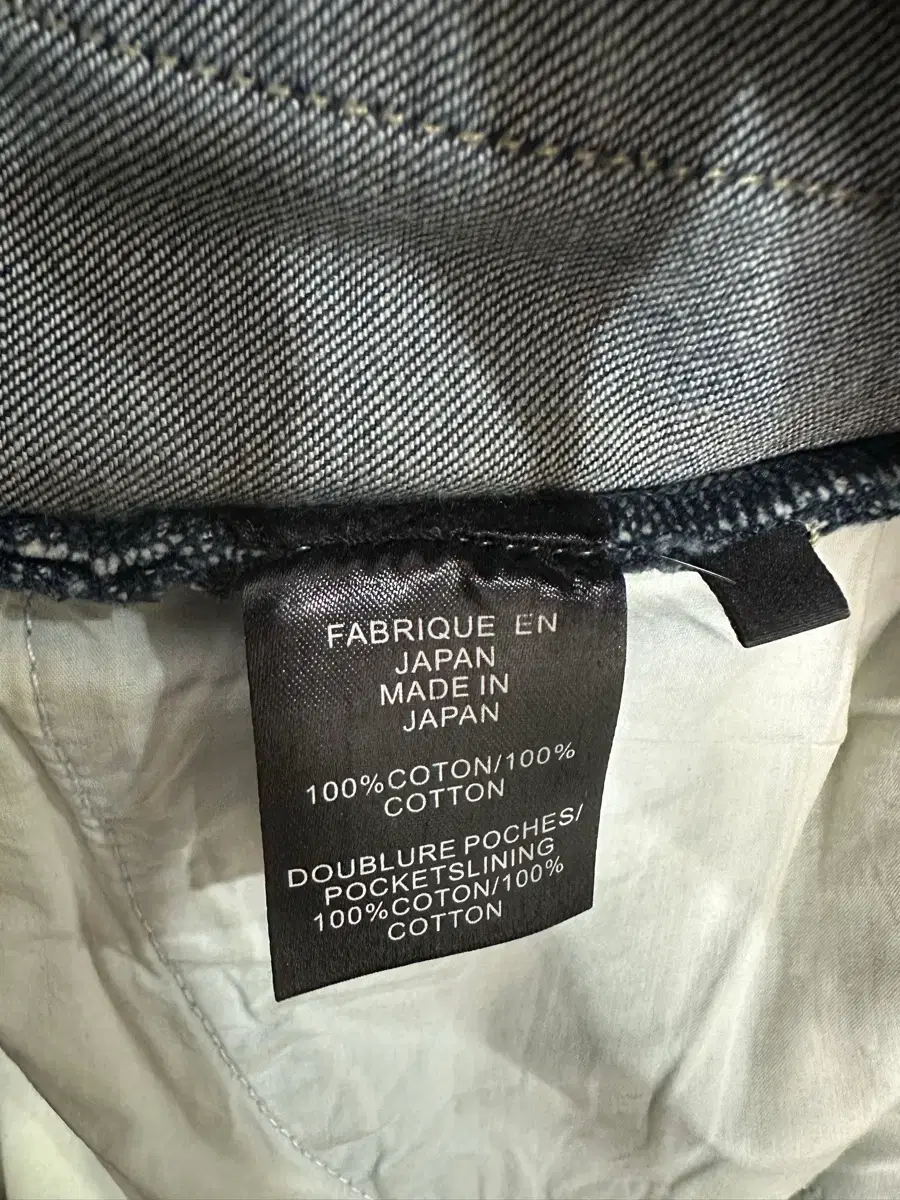 FABRIQUE EN
JAPAN
MADE IN
JAPAN
100%COTON/100%
COTTON
DOUBLURE POCHES/
POCKETSLINING
100%COTON/100%
COTTON